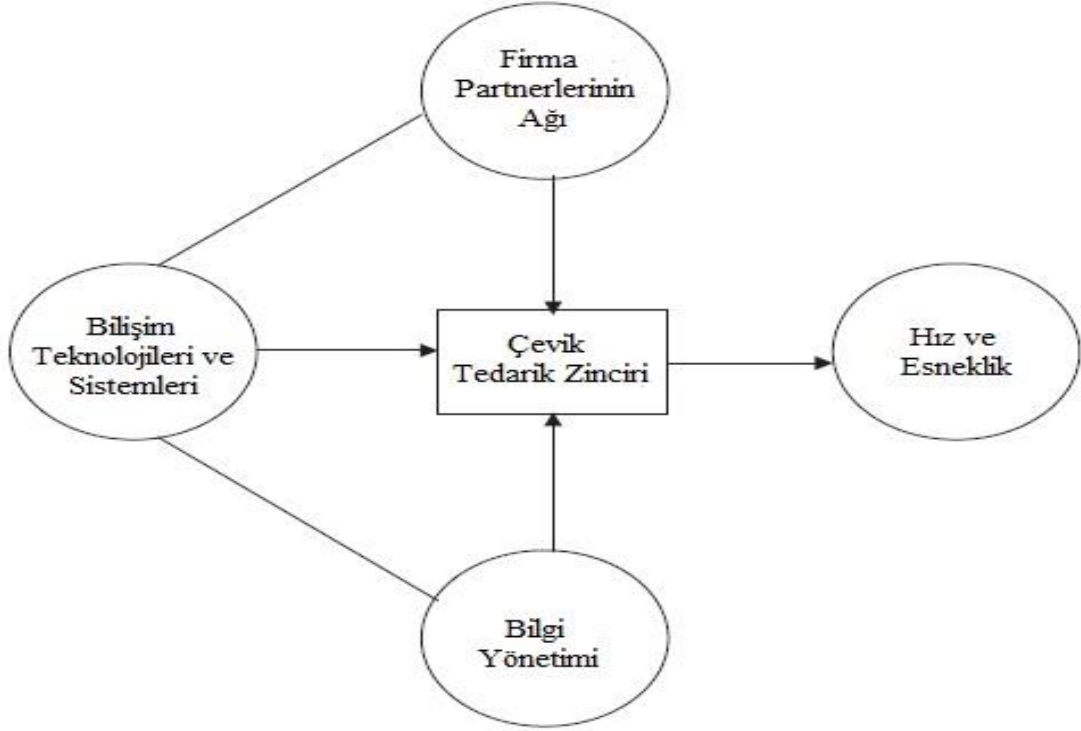 Firma
Partnerlerinin
Ağı
Bilişim
Teknolojileri ve
Sistemleri
Çevik
Tedarik Zinciri
Hız ve
Esneklik
Bilgi
Yönetimi